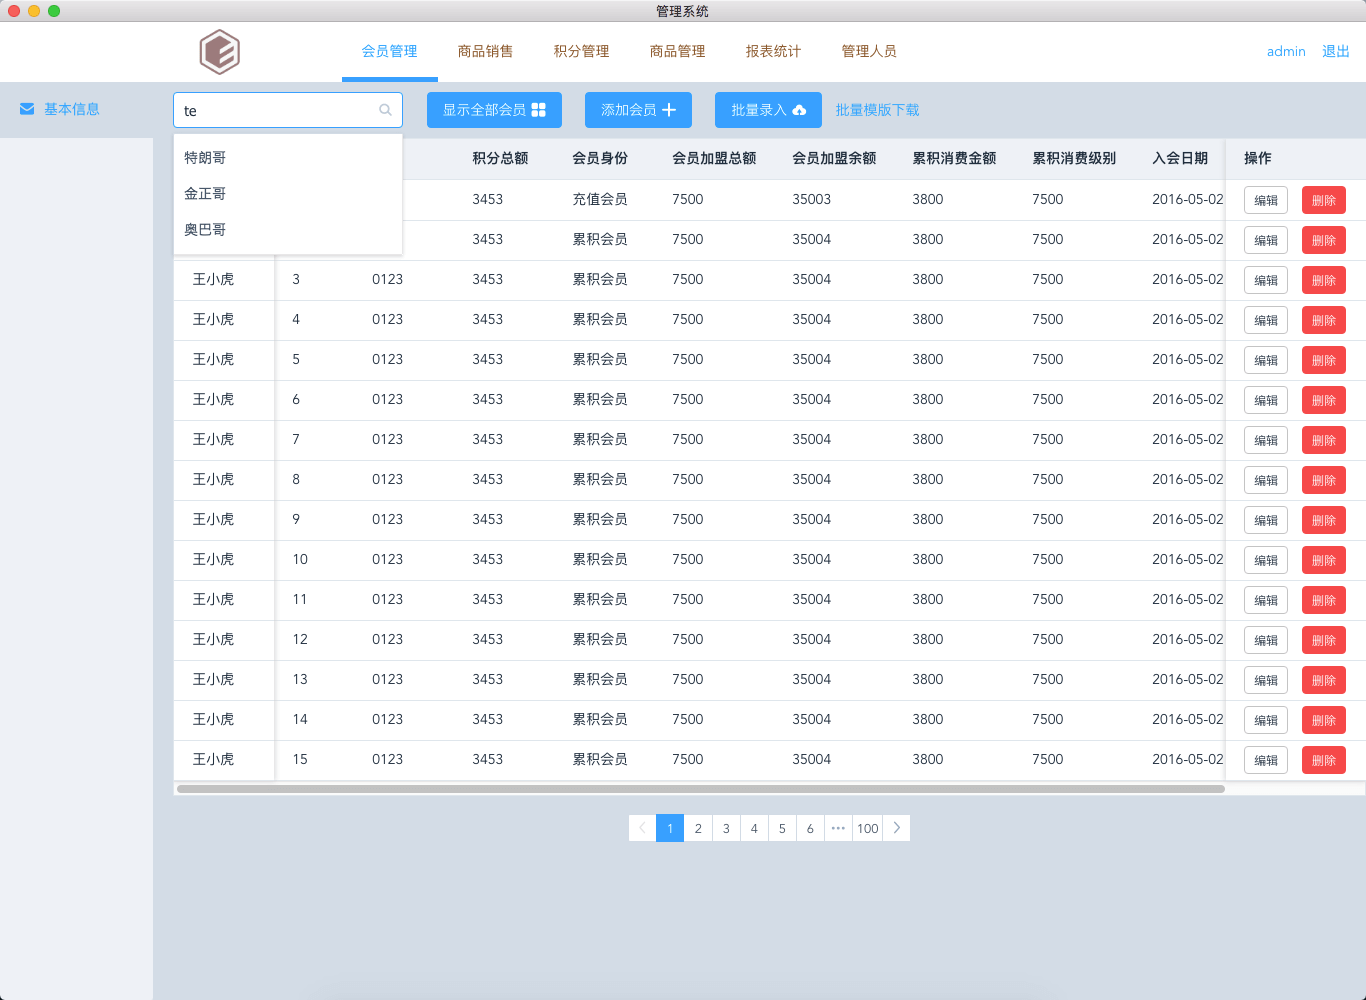 管理系统
会员管理 商品销售 积分管理 商品管理 报表统计 管理人员 admin 退出
基本信息 te 显示全部会员 添加会员 批量录入 批量模版下载
特朗哥
金正哥
奥巴哥
积分总额 会员身份 会员加盟总额 会员加盟余额 累积消费金额 累积消费级别 入会日期 操作
3453 充值会员 7500 35003 3800 7500 2016-05-02 编辑 删除
3453 累积会员 7500 35004 3800 7500 2016-05-02 编辑 删除
王小虎 3 0123 3453 累积会员 7500 35004 3800 7500 2016-05-02 编辑 删除
王小虎 4 0123 3453 累积会员 7500 35004 3800 7500 2016-05-02 编辑 删除
王小虎 5 0123 3453 累积会员 7500 35004 3800 7500 2016-05-02 编辑 删除
王小虎 6 0123 3453 累积会员 7500 35004 3800 7500 2016-05-02 编辑 删除
王小虎 7 0123 3453 累积会员 7500 35004 3800 7500 2016-05-02 编辑 删除
王小虎 8 0123 3453 累积会员 7500 35004 3800 7500 2016-05-02 编辑 删除
王小虎 9 0123 3453 累积会员 7500 35004 3800 7500 2016-05-02 编辑 删除
王小虎 10 0123 3453 累积会员 7500 35004 3800 7500 2016-05-02 编辑 删除
王小虎 11 0123 3453 累积会员 7500 35004 3800 7500 2016-05-02 编辑 删除
王小虎 12 0123 3453 累积会员 7500 35004 3800 7500 2016-05-02 编辑 删除
王小虎 13 0123 3453 累积会员 7500 35004 3800 7500 2016-05-02 编辑 删除
王小虎 14 0123 3453 累积会员 7500 35004 3800 7500 2016-05-02 编辑 删除
王小虎 15 0123 3453 累积会员 7500 35004 3800 7500 2016-05-02 编辑 删除
1 2 3 4 5 6 ··· 100